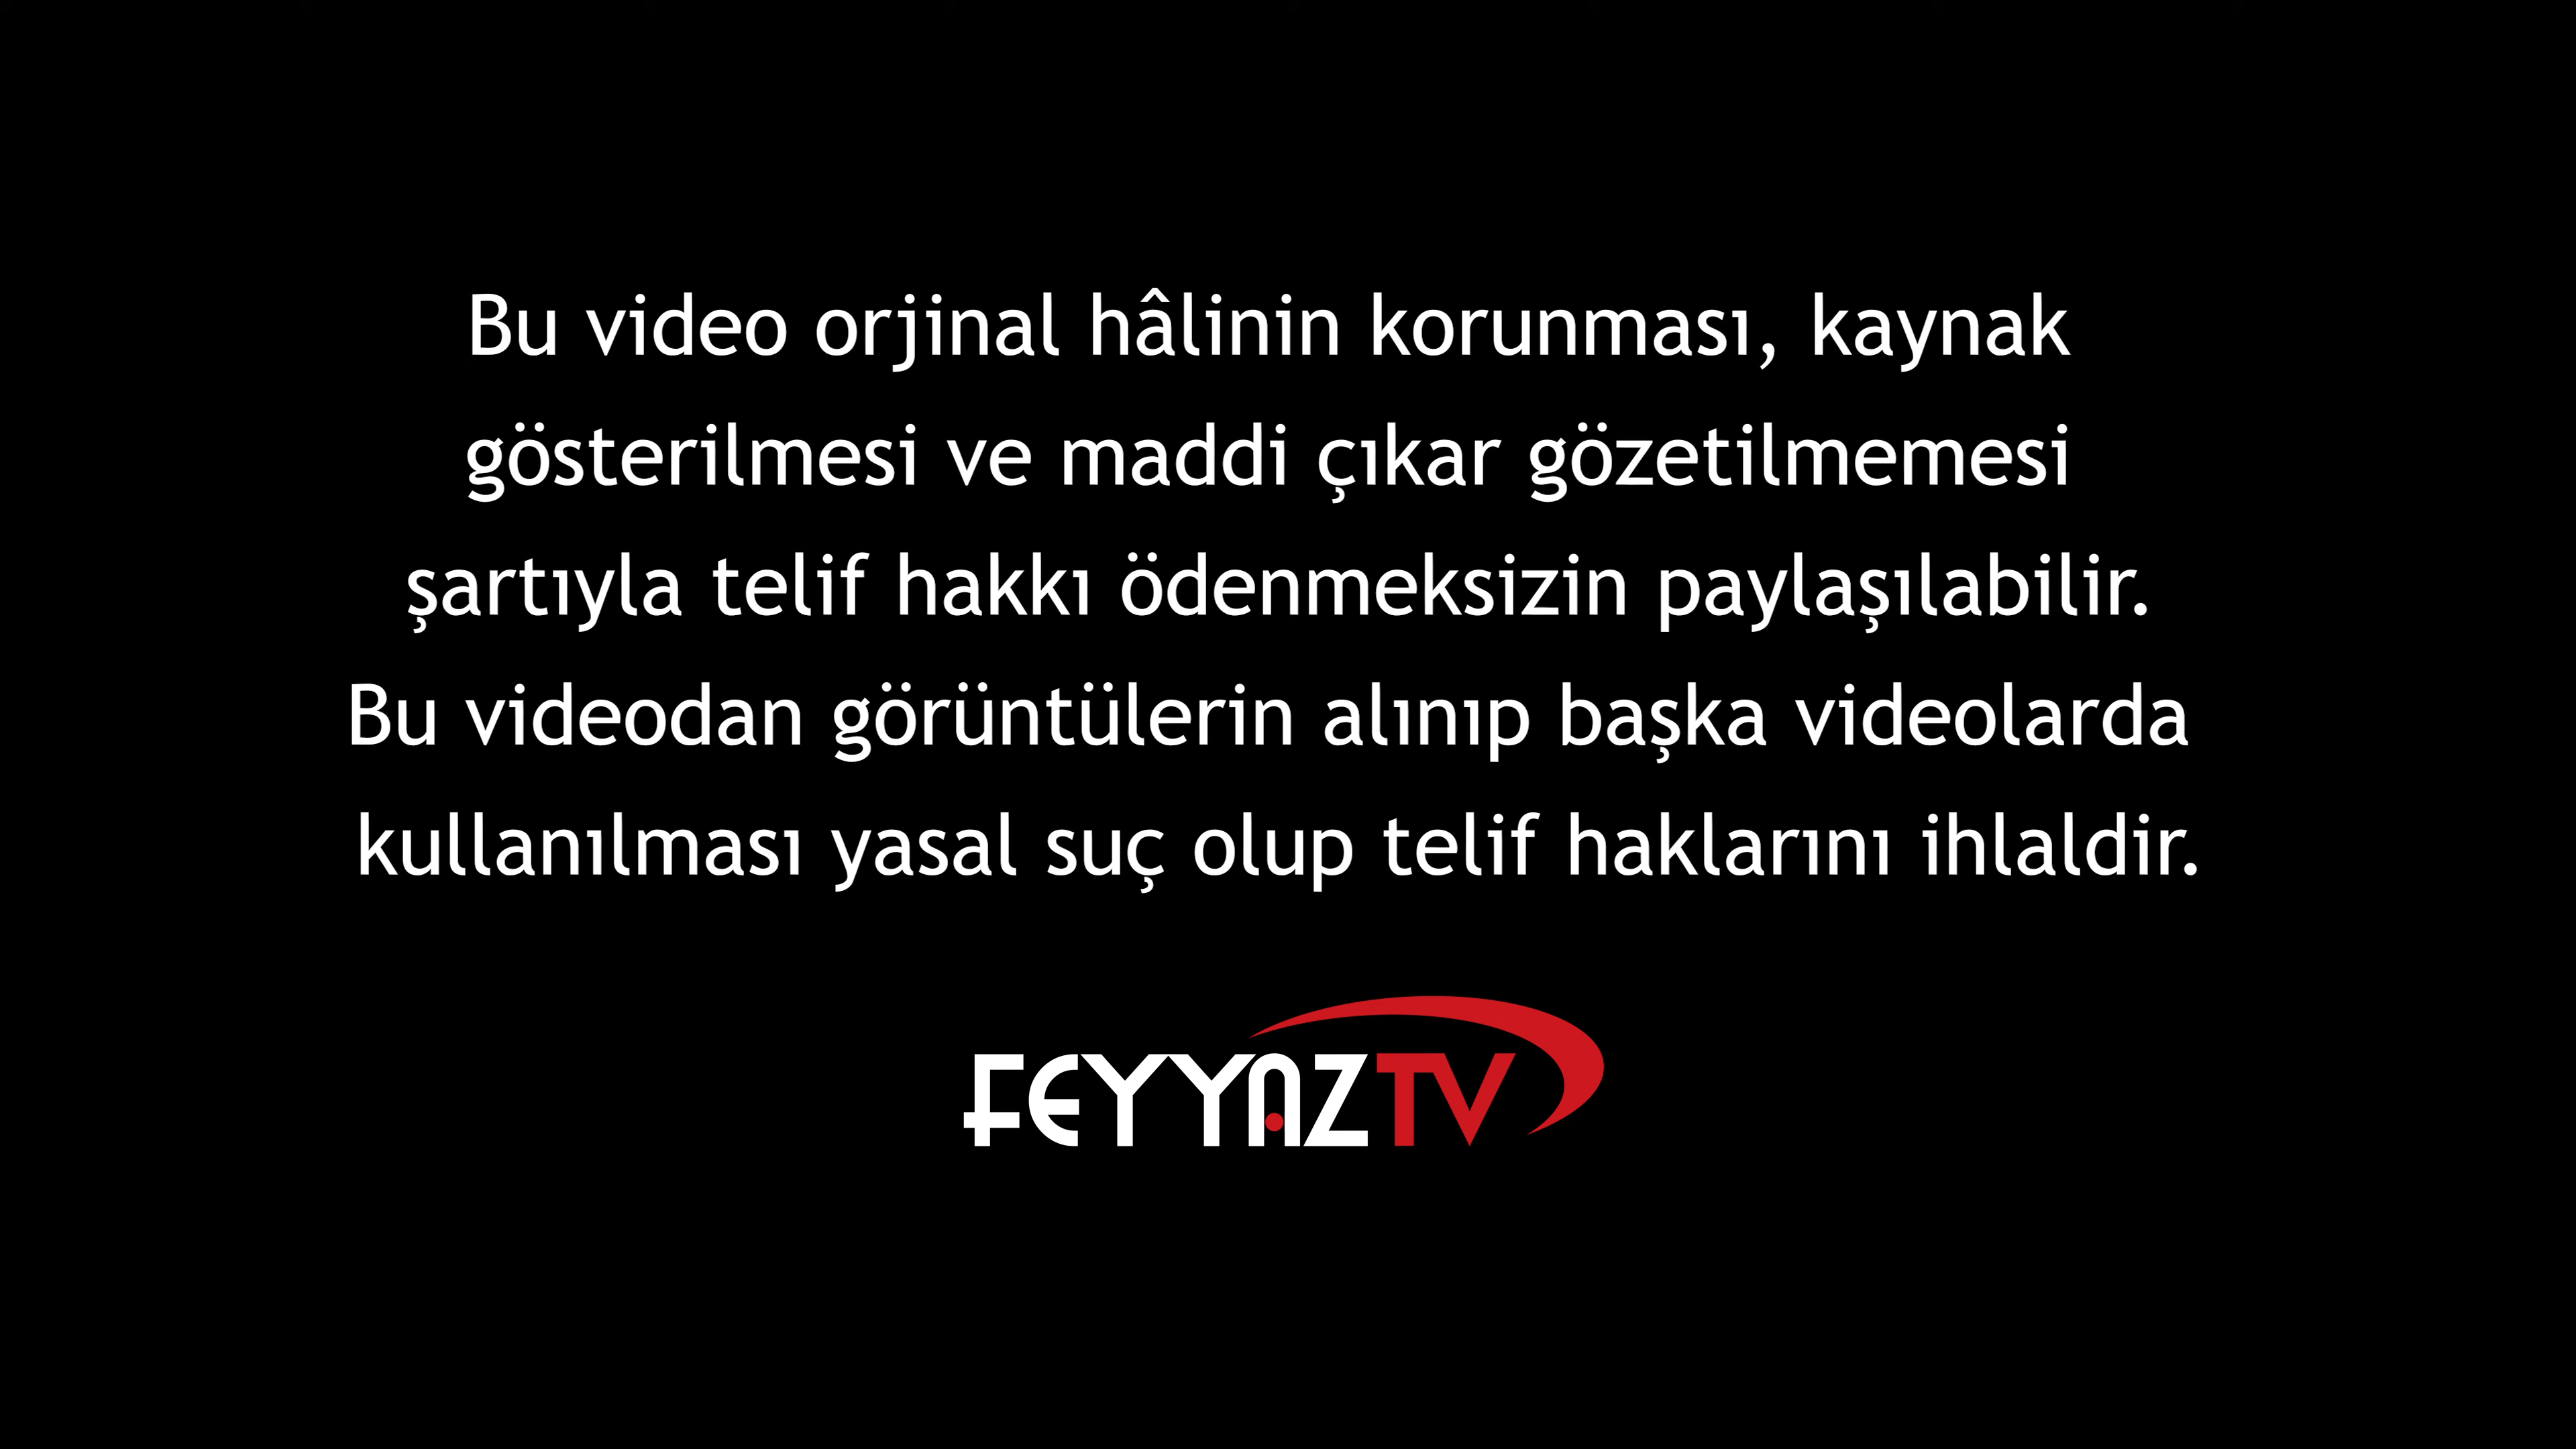 Bu video orjinal hâlinin korunması, kaynak
gösterilmesi ve maddi çıkar gözetilmemesi
şartıyla telif hakkı ödenmeksizin paylaşılabilir.
Bu videodan görüntülerin alınıp başka videolarda
kullanılması yasal suç olup telif haklarını ihlaldir.
FEYYAZTV